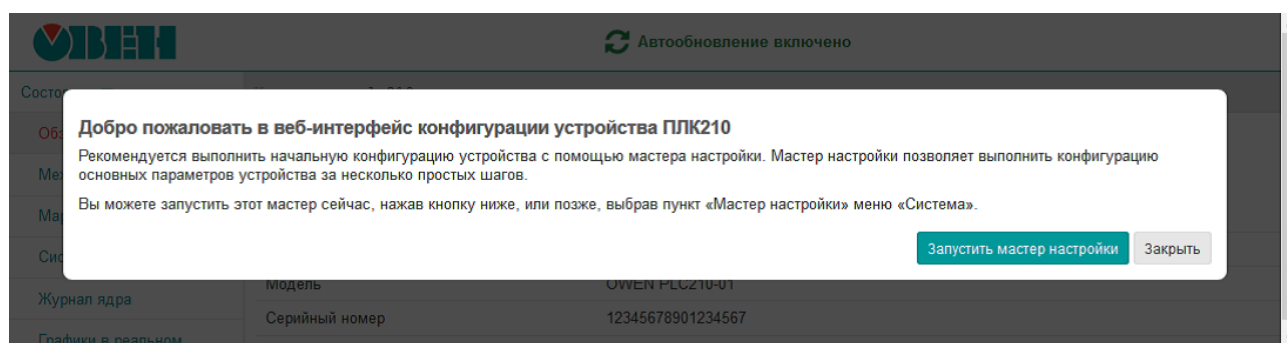 ОВЕН
Автообновление включено
Добро пожаловать в веб-интерфейс конфигурации устройства ПЛК210
Рекомендуется выполнить начальную конфигурацию устройства с помощью мастера настройки. Мастер настройки позволяет выполнить конфигурацию
основных параметров устройства за несколько простых шагов.
Вы можете запустить этот мастер сейчас, нажав кнопку ниже, или позже, выбрав пункт «Мастер настройки» меню «Система».
Запустить мастер настройки Закрыть
Модель OWEN PLC210-01
Журнал ядра
Серийный номер 12345678901234567
Графики в реальном